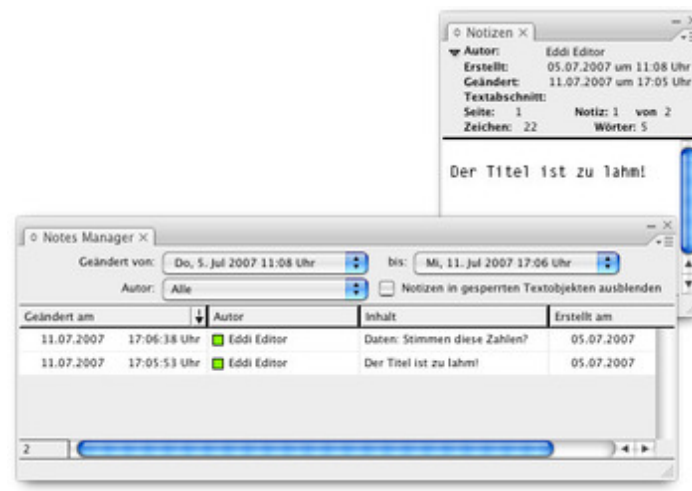 Notizen ×
Autor: Eddi Editor
Erstellt: 05.07.2007 um 11:08 Uhr
Geändert: 11.07.2007 um 17:05 Uhr
Textabschnitt:
Seite: 1 Notiz: 1 von 2
Zeichen: 22 Wörter: 5
Der Titel ist zu lahm!
Notes Manager ×
Geändert von: Do, 5. Jul 2007 11:08 Uhr bis: Mi, 11. Jul 2007 17:06 Uhr
Autor: Alle Notizen in gesperrten Textobjekten ausblenden
Geändert am Autor Inhalt Erstellt am
11.07.2007 17:06:38 Uhr Eddi Editor Daten: Stimmen diese Zahlen? 05.07.2007
11.07.2007 17:05:53 Uhr Eddi Editor Der Titel ist zu lahm! 05.07.2007
2